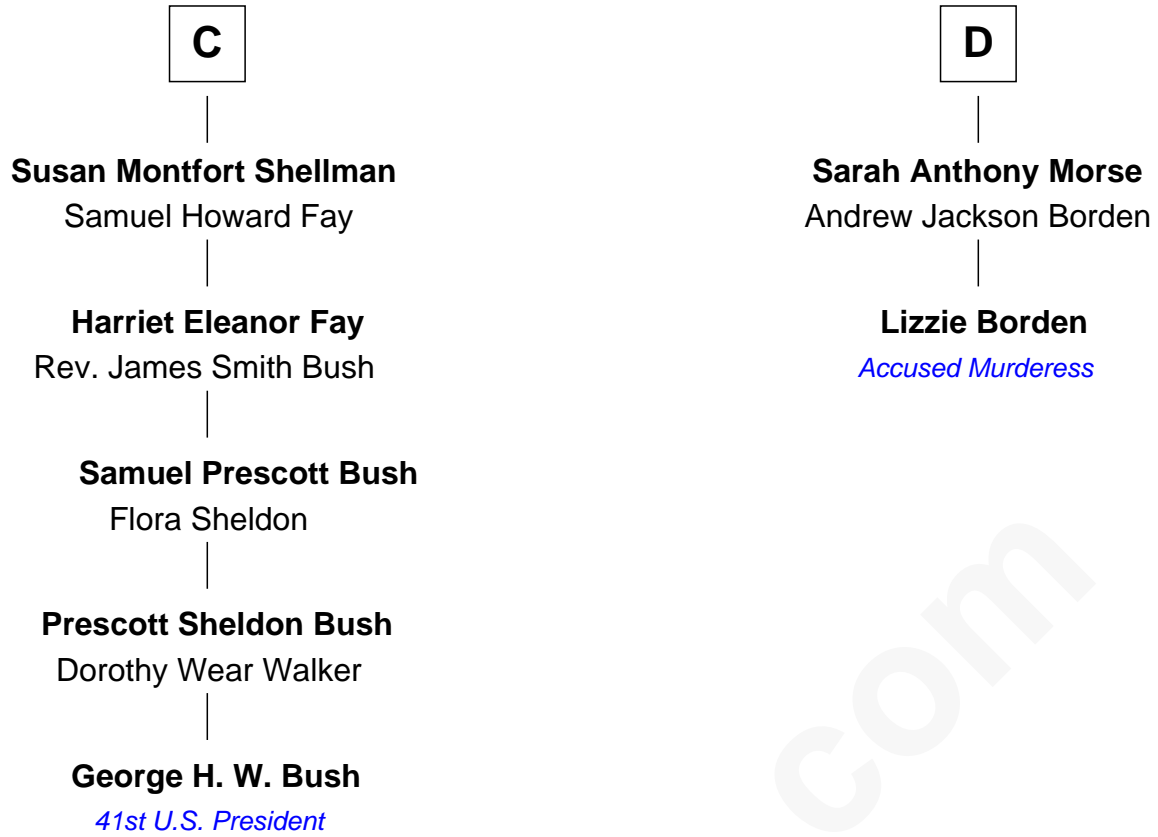 C
Susan Montfort Shellman
Samuel Howard Fay
Harriet Eleanor Fay
Rev. James Smith Bush
Samuel Prescott Bush
Flora Sheldon
Prescott Sheldon Bush
Dorothy Wear Walker
George H. W. Bush
41st U.S. President
D
Sarah Anthony Morse
Andrew Jackson Borden
Lizzie Borden
Accused Murderess
com